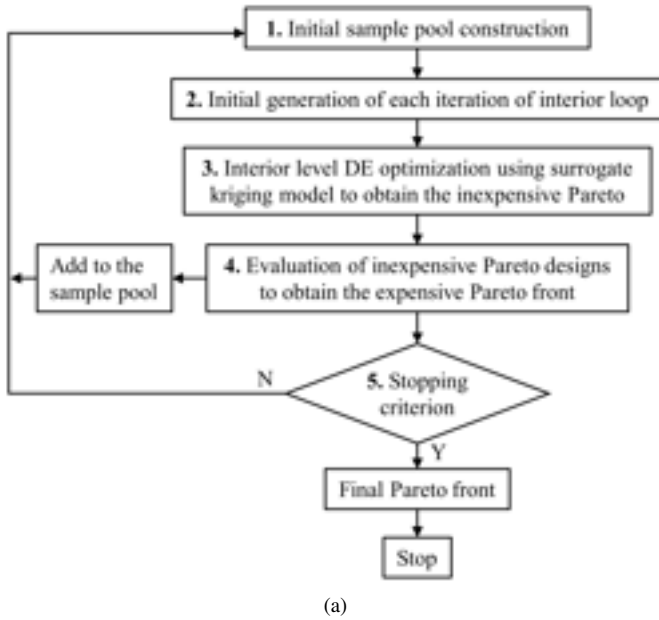 1. Initial sample pool construction
2. Initial generation of each iteration of interior loop
3. Interior level DE optimization using surrogate
kriging model to obtain the inexpensive Pareto
Add to the
sample pool
4. Evaluation of inexpensive Pareto designs
to obtain the expensive Pareto front
N
5. Stopping
criterion
Y
Final Pareto front
Stop
(a)